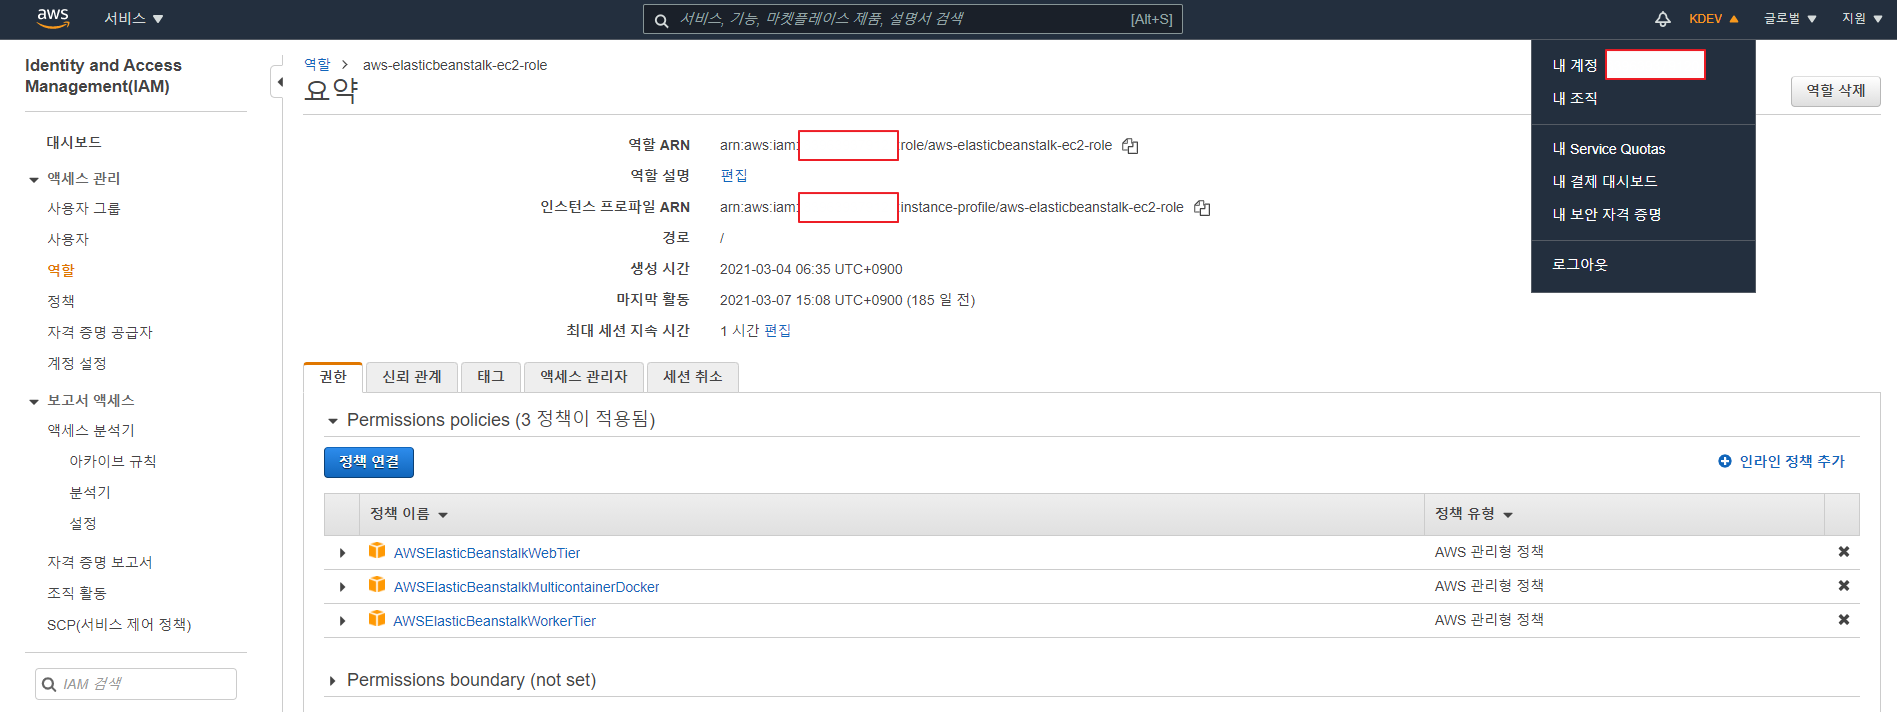 aws
서비스
서비스, 기능, 마켓플레이스 제품, 설명서 검색
[Alt+S]
KDEV
글로벌
지원
내 계정
내 조직
내 Service Quotas
내 결제 대시보드
내 보안 자격 증명
로그아웃
Identity and Access
Management(IAM)
대시보드
액세스 관리
사용자 그룹
사용자
역할
정책
자격 증명 공급자
계정 설정
보고서 액세스
액세스 분석기
아카이브 규칙
분석기
설정
자격 증명 보고서
조직 활동
SCP(서비스 제어 정책)
IAM 검색
역할 > aws-elasticbeanstalk-ec2-role
요약
역할 삭제
역할 ARN arn:aws:iam: :role/aws-elasticbeanstalk-ec2-role
역할 설명 편집
인스턴스 프로파일 ARN arn:aws:iam: :instance-profile/aws-elasticbeanstalk-ec2-role
경로 /
생성 시간 2021-03-04 06:35 UTC+0900
마지막 활동 2021-03-07 15:08 UTC+0900 (185 일 전)
최대 세션 지속 시간 1 시간 편집
권한
신뢰 관계
태그
액세스 관리자
세션 취소
Permissions policies (3 정책이 적용됨)
정책 연결
인라인 정책 추가
정책 이름 정책 유형
AWSElasticBeanstalkWebTier AWS 관리형 정책
AWSElasticBeanstalkMulticontainerDocker AWS 관리형 정책
AWSElasticBeanstalkWorkerTier AWS 관리형 정책
Permissions boundary (not set)